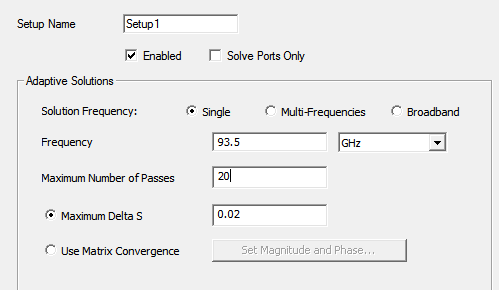 Setup Name Setup1
Enabled Solve Ports Only
Adaptive Solutions
Solution Frequency: Single Multi-Frequencies Broadband
Frequency 93.5 GHz
Maximum Number of Passes 20
Maximum Delta S 0.02
Use Matrix Convergence Set Magnitude and Phase...